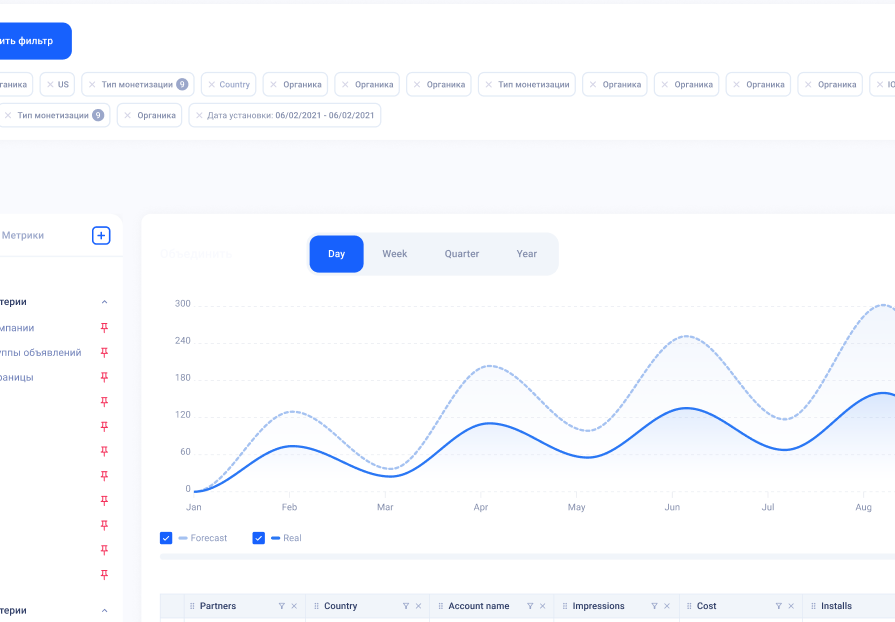 ить фильтр
ганика US Тип монетизации 9 Country Органика Органика Органика Тип монетизации Органика Органика Органика Органика
Тип монетизации 9 Органика Дата установки: 06/02/2021 - 06/02/2021
Метрики
Day Week Quarter Year
терии
мпании
уппы объявлений
раницы
300
240
180
120
60
0
Jan Feb Mar Apr May Jun Jul Aug
Forecast Real
терии
Partners Country Account name Impressions Cost Installs